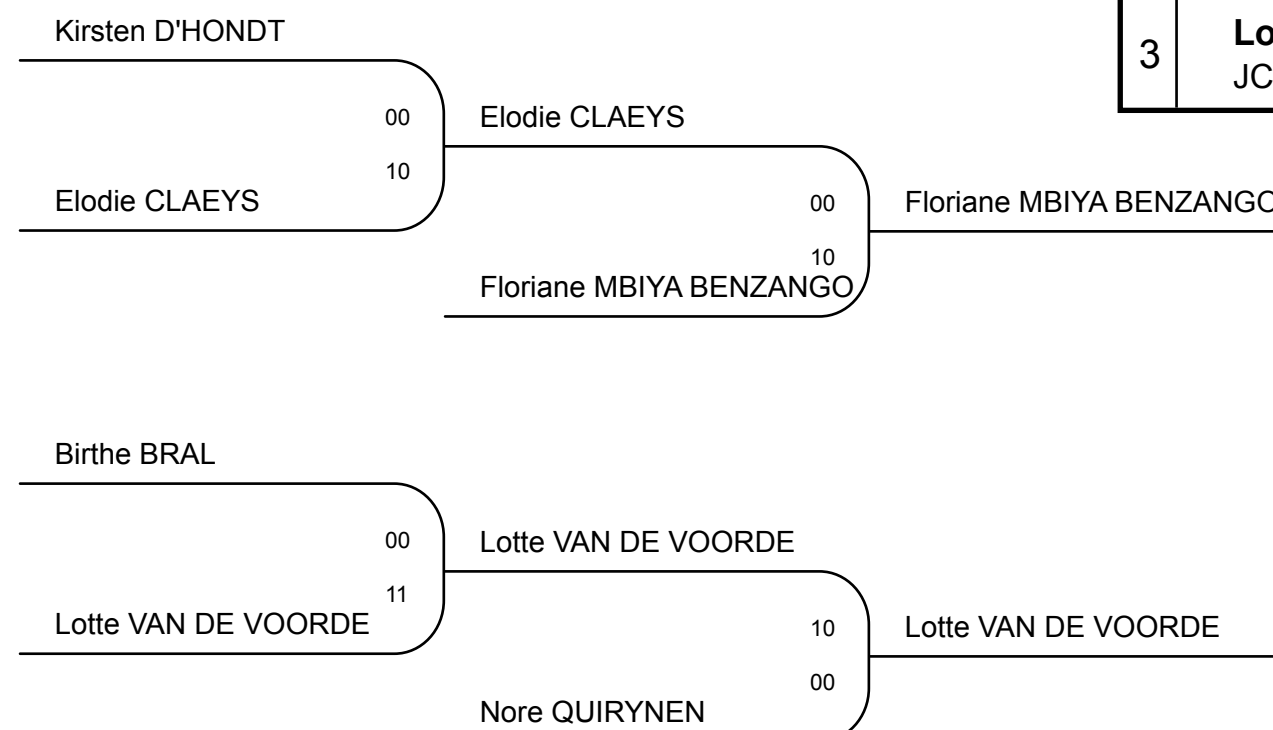 Kirsten D'HONDT
3
JC
00
Elodie CLAEYS
10
Elodie CLAEYS
00
Floriane MBIYA BENZANGO
10
Floriane MBIYA BENZANGO
Birthe BRAL
00
Lotte VAN DE VOORDE
11
Lotte VAN DE VOORDE
10
Lotte VAN DE VOORDE
00
Nore QUIRYNEN